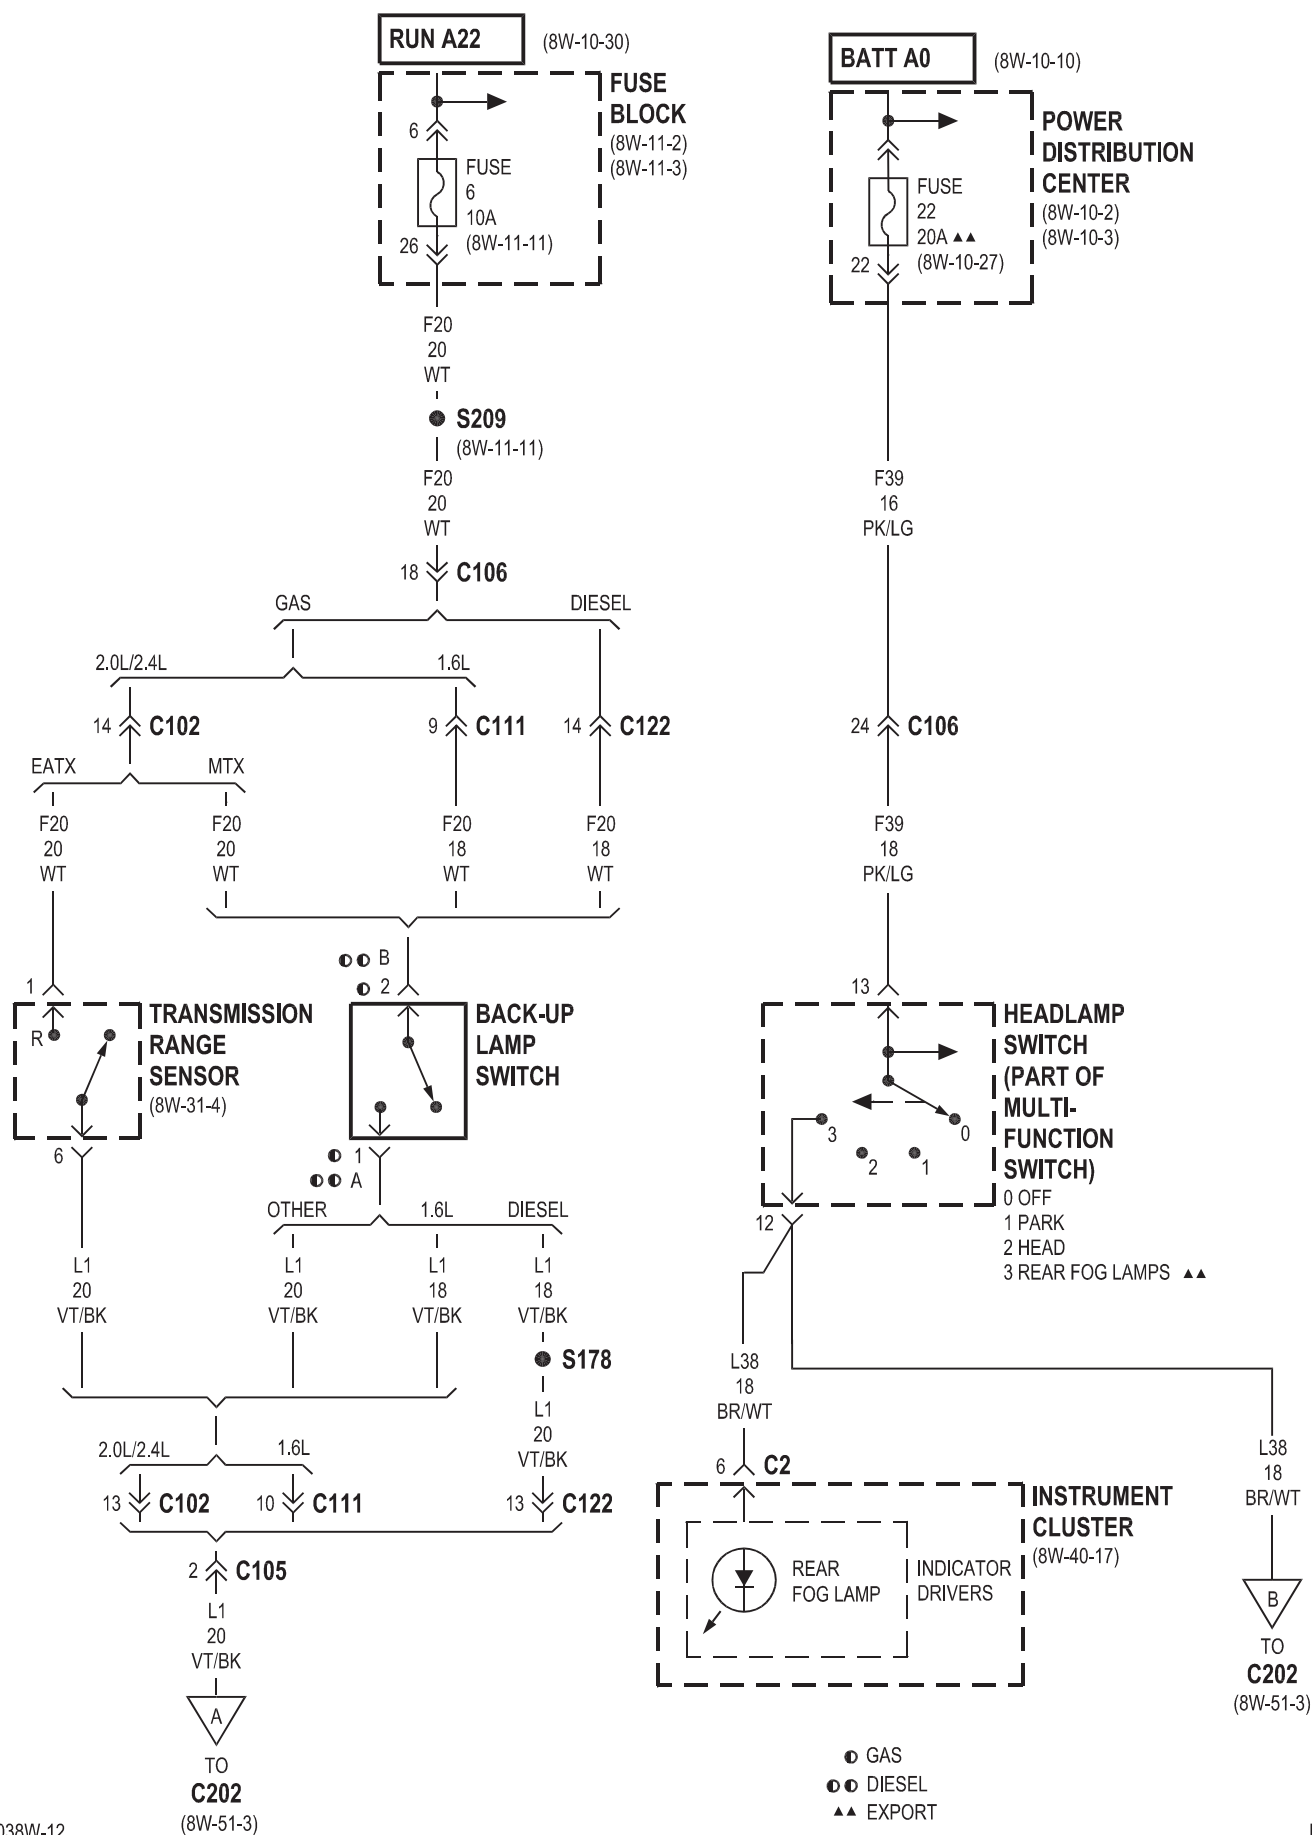 RUN A22
(8W-10-30)
FUSE
BLOCK
(8W-11-2)
(8W-11-3)
6
FUSE
6
10A
(8W-11-11)
26
F20
20
WT
S209
(8W-11-11)
F20
20
WT
18
C106
GAS
DIESEL
2.0L/2.4L
1.6L
14
C102
9
C111
14
C122
EATX
MTX
F20
20
WT
F20
20
WT
F20
18
WT
F20
18
WT
B
2
1
R
TRANSMISSION
RANGE
SENSOR
(8W-31-4)
6
BACK-UP
LAMP
SWITCH
1
A
OTHER
1.6L
DIESEL
L1
20
VT/BK
L1
20
VT/BK
L1
18
VT/BK
L1
18
VT/BK
S178
L1
20
VT/BK
2.0L/2.4L
1.6L
13
C102
10
C111
13
C122
2
C105
L1
20
VT/BK
A
TO
C202
(8W-51-3)
BATT A0
(8W-10-10)
POWER
DISTRIBUTION
CENTER
(8W-10-2)
(8W-10-3)
FUSE
22
20A ▲▲
(8W-10-27)
22
F39
16
PK/LG
24
C106
F39
18
PK/LG
13
HEADLAMP
SWITCH
(PART OF
MULTI-
FUNCTION
SWITCH)
0 OFF
1 PARK
2 HEAD
3 REAR FOG LAMPS ▲▲
3
2
1
0
12
L38
18
BR/WT
6
C2
INSTRUMENT
CLUSTER
(8W-40-17)
REAR
FOG LAMP
INDICATOR
DRIVERS
L38
18
BR/WT
B
TO
C202
(8W-51-3)
◐ GAS
◐◐ DIESEL
▲▲ EXPORT
038W-12